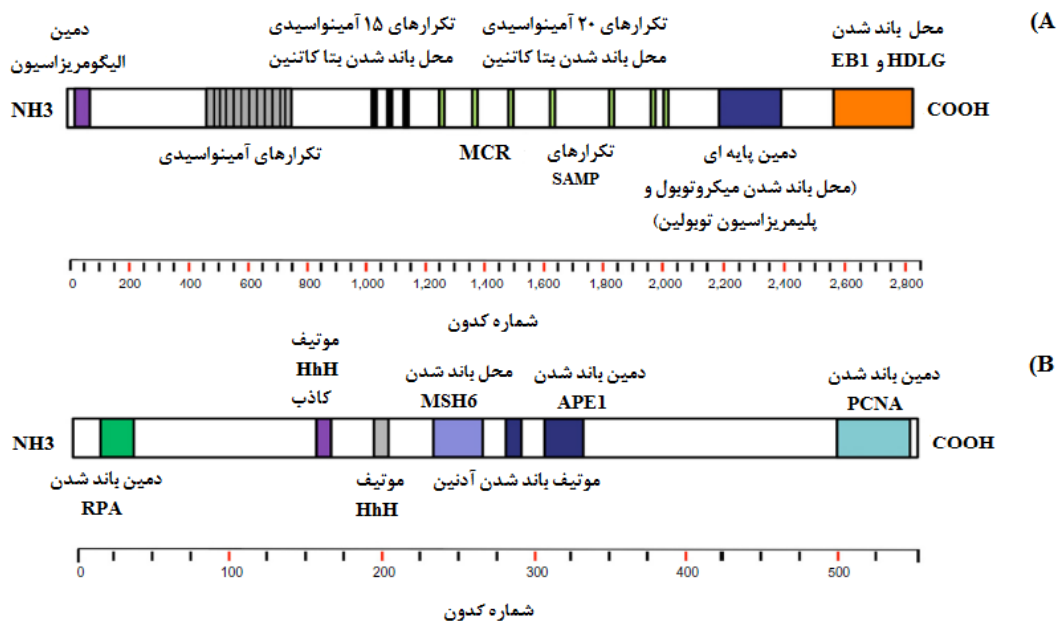 (A
دمین
الیگومریزاسیون
تکرارهای ۱۵ آمینواسیدی
محل باند شدن بتا کاتنین
تکرارهای ۲۰ آمینواسیدی
محل باند شدن بتا کاتنین
محل باند شدن
EB1 و HDLG
NH3
COOH
تکرارهای آمینواسیدی
MCR
تکرارهای
SAMP
دمین پایه ای
(محل باند شدن میکروتوبول و
پلیمریزاسیون توبولین)
0 200 400 600 800 1,000 1,200 1,400 1,600 1,800 2,000 2,200 2,400 2,600 2,800
شماره کدون
(B
موتیف
HhH
کاذب
محل باند شدن
MSH6
دمین باند شدن
APE1
دمین باند شدن
PCNA
NH3
COOH
دمین باند شدن
RPA
موتیف
HhH
موتیف باند شدن آدنین
0 100 200 300 400 500
شماره کدون